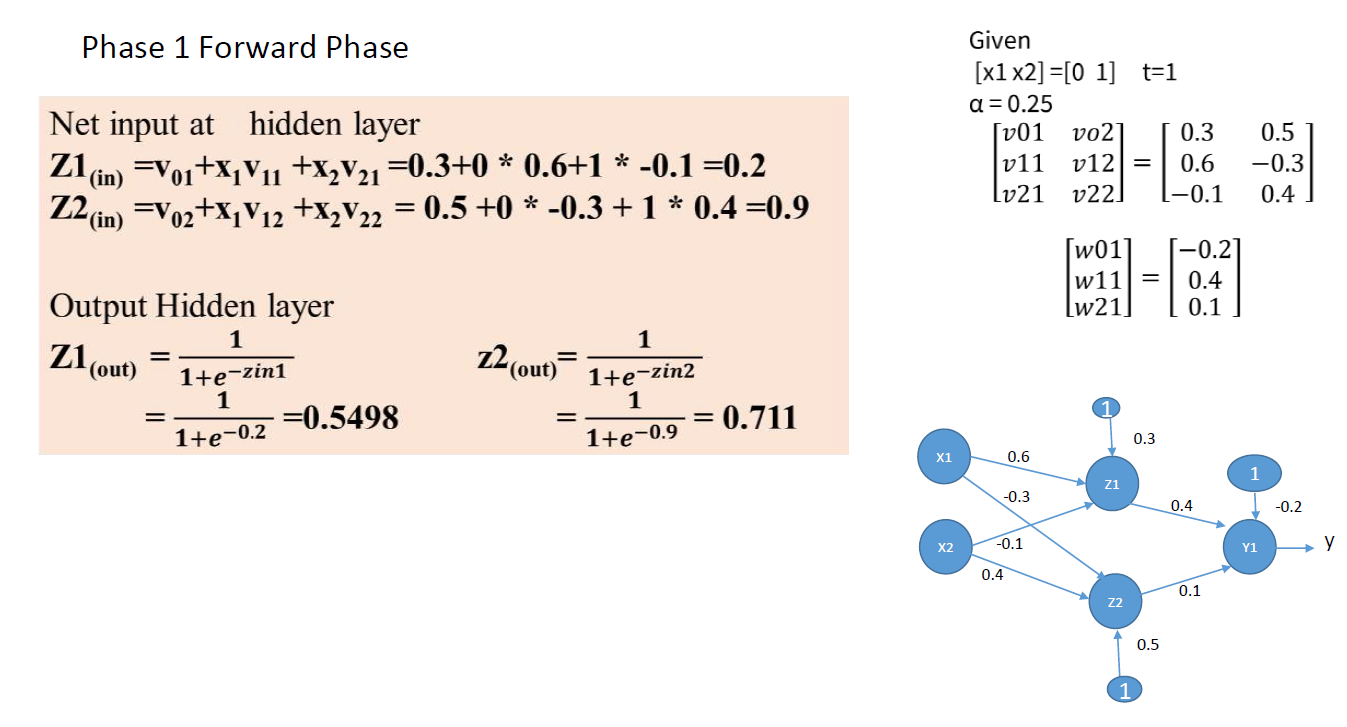 Phase 1 Forward Phase
Net input at hidden layer
Z1(in) =v01+x1v11 +x2v21 =0.3+0 * 0.6+1 * -0.1 =0.2
Z2(in) =v02+x1v12 +x2v22 = 0.5 +0 * -0.3 + 1 * 0.4 =0.9
Output Hidden layer
Z1(out) = 1/(1+e^−zin1)
= 1/(1+e^−0.2) =0.5498
z2(out)= 1/(1+e^−zin2)
= 1/(1+e^−0.9) = 0.711
Given
[x1 x2] =[0 1] t=1
α = 0.25
[v01 vo2] = [0.3 0.5]
[v11 v12] = [0.6 −0.3]
[v21 v22] = [−0.1 0.4]
[w01] = [−0.2]
[w11] = [0.4]
[w21] = [0.1]
1
0.3
X1
0.6
Z1
1
-0.3
0.4
-0.2
X2
-0.1
Y1
y
0.4
Z2
0.1
0.5
1